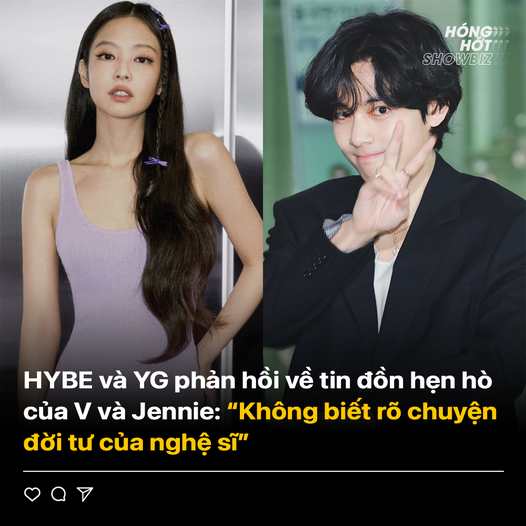 HÓNG
HỚT
SHOWBIZ
HYBE và YG phản hồi về tin đồn hẹn hò
của V và Jennie: “Không biết rõ chuyện
đời tư của nghệ sĩ”